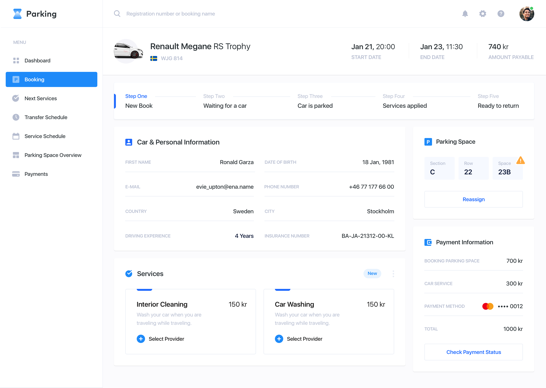 Parking
Registration number or booking name
MENU
Dashboard
Booking
Next Services
Transfer Schedule
Service Schedule
Parking Space Overview
Payments
Renault Megane RS Trophy
WJG 814
Jan 21, 20:00
START DATE
Jan 23, 11:30
END DATE
740 kr
AMOUNT PAYABLE
Step One
New Book
Step Two
Waiting for a car
Step Three
Car is parked
Step Four
Services applied
Step Five
Ready to return
Car & Personal Information
FIRST NAME
Ronald Garza
DATE OF BIRTH
18 Jan, 1981
E-MAIL
evie_upton@ena.name
PHONE NUMBER
+46 77 177 66 00
COUNTRY
Sweden
CITY
Stockholm
DRIVING EXPERIENCE
4 Years
INSURANCE NUMBER
BA-JA-21312-00-KL
Services
New
Interior Cleaning
150 kr
Wash your car when you are
traveling while traveling.
Select Provider
Car Washing
150 kr
Wash your car when you are
traveling while traveling.
Select Provider
P
Parking Space
Section
C
Row
22
Space
23B
Reassign
Payment Information
BOOKING PARKING SPACE
700 kr
CAR SERVICE
300 kr
PAYMENT METHOD
•••• 0012
TOTAL
1000 kr
Check Payment Status